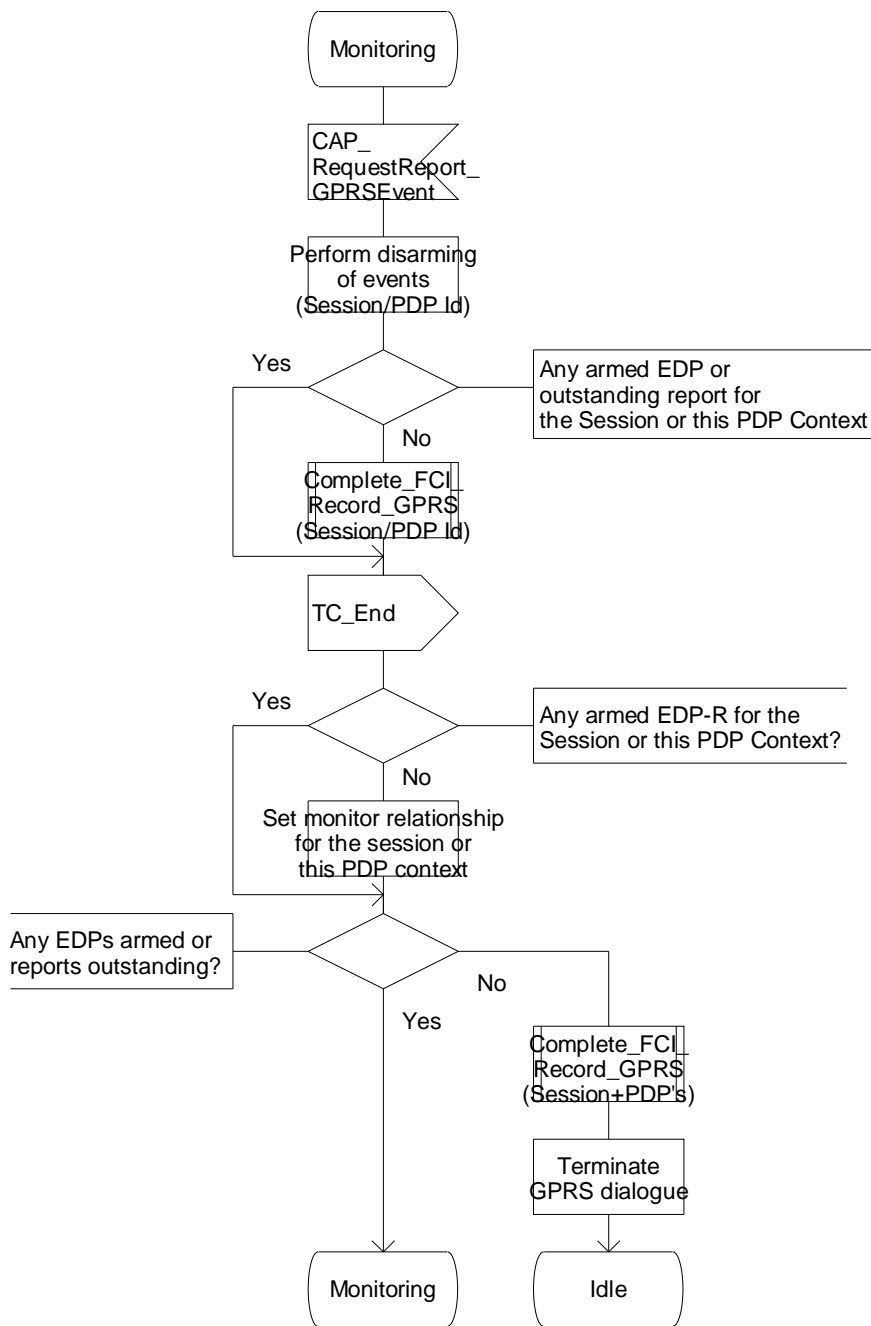 Monitoring
CAP_
RequestReport_
GPRSEvent
Perform disarming
of events
(Session/PDP Id)
Yes
Any armed EDP or
outstanding report for
the Session or this PDP Context
No
Complete_FCI_
Record_GPRS
(Session/PDP Id)
TC_End
Yes
Any armed EDP-R for the
Session or this PDP Context?
No
Set monitor relationship
for the session or
this PDP context
Any EDPs armed or
reports outstanding?
No
Yes
Complete_FCI_
Record_GPRS
(Session+PDP's)
Terminate
GPRS dialogue
Monitoring
Idle